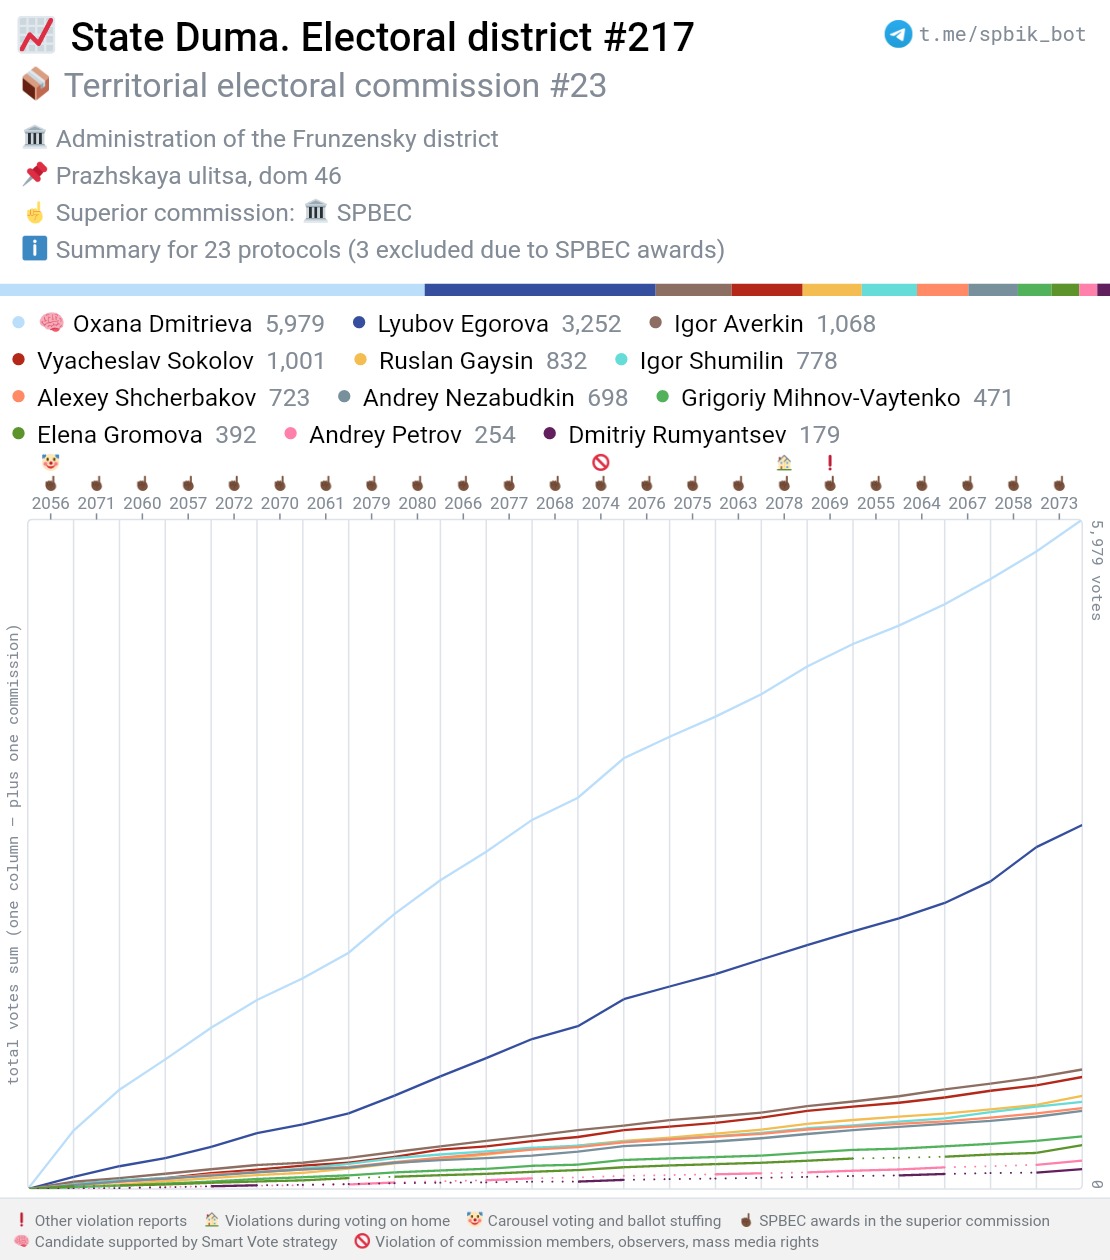 State Duma. Electoral district #217
t.me/spbik_bot
Territorial electoral commission #23
Administration of the Frunzensky district
Prazhskaya ulitsa, dom 46
Superior commission: SPBEC
Summary for 23 protocols (3 excluded due to SPBEC awards)
Oxana Dmitrieva 5,979 Lyubov Egorova 3,252 Igor Averkin 1,068
Vyacheslav Sokolov 1,001 Ruslan Gaysin 832 Igor Shumilin 778
Alexey Shcherbakov 723 Andrey Nezabudkin 698 Grigoriy Mihnov-Vaytenko 471
Elena Gromova 392 Andrey Petrov 254 Dmitriy Rumyantsev 179
2056 2071 2060 2057 2072 2070 2061 2079 2080 2066 2077 2068 2074 2076 2075 2063 2078 2069 2055 2064 2067 2058 2073
5,979 votes
total votes sum (one column – plus one commission)
0
Other violation reports Violations during voting on home Carousel voting and ballot stuffing SPBEC awards in the superior commission
Candidate supported by Smart Vote strategy Violation of commission members, observers, mass media rights